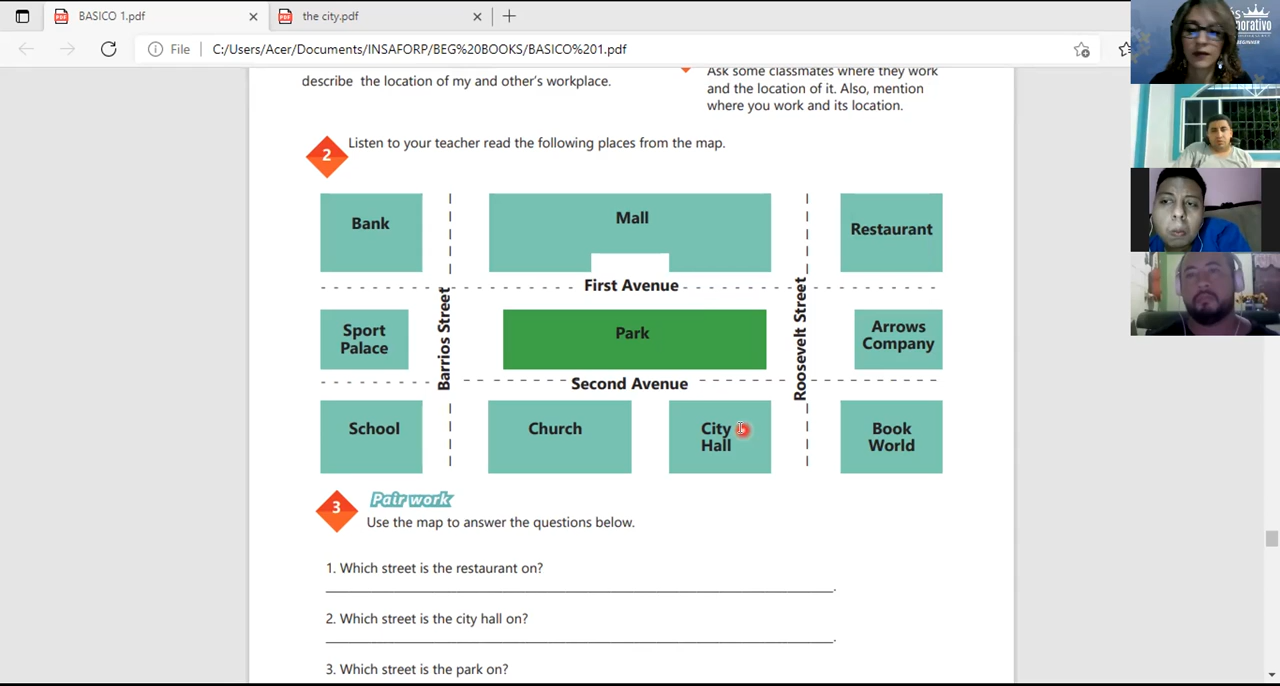 BASICO 1.pdf
the city.pdf
File
C:/Users/Acer/Documents/INSAFORP/BEG%20BOOKS/BASICO%201.pdf
describe the location of my and other's workplace.
Ask some classmates where they work
and the location of it. Also, mention
where you work and its location.
2
Listen to your teacher read the following places from the map.
Bank
Mall
Restaurant
First Avenue
Barrios Street
Roosevelt Street
Sport
Palace
Park
Arrows
Company
Second Avenue
School
Church
City
Hall
Book
World
3
Pair work
Use the map to answer the questions below.
1. Which street is the restaurant on?
2. Which street is the city hall on?
3. Which street is the park on?